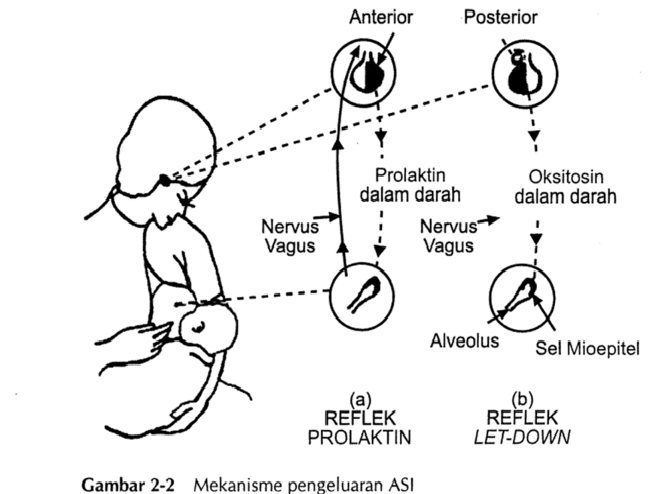 Anterior
Posterior
Prolaktin
dalam darah
Oksitosin
dalam darah
Nervus
Vagus
Nervus
Vagus
Alveolus
Sel Mioepitel
(a)
REFLEK
PROLAKTIN
(b)
REFLEK
LET-DOWN
Gambar 2-2 Mekanisme pengeluaran ASI